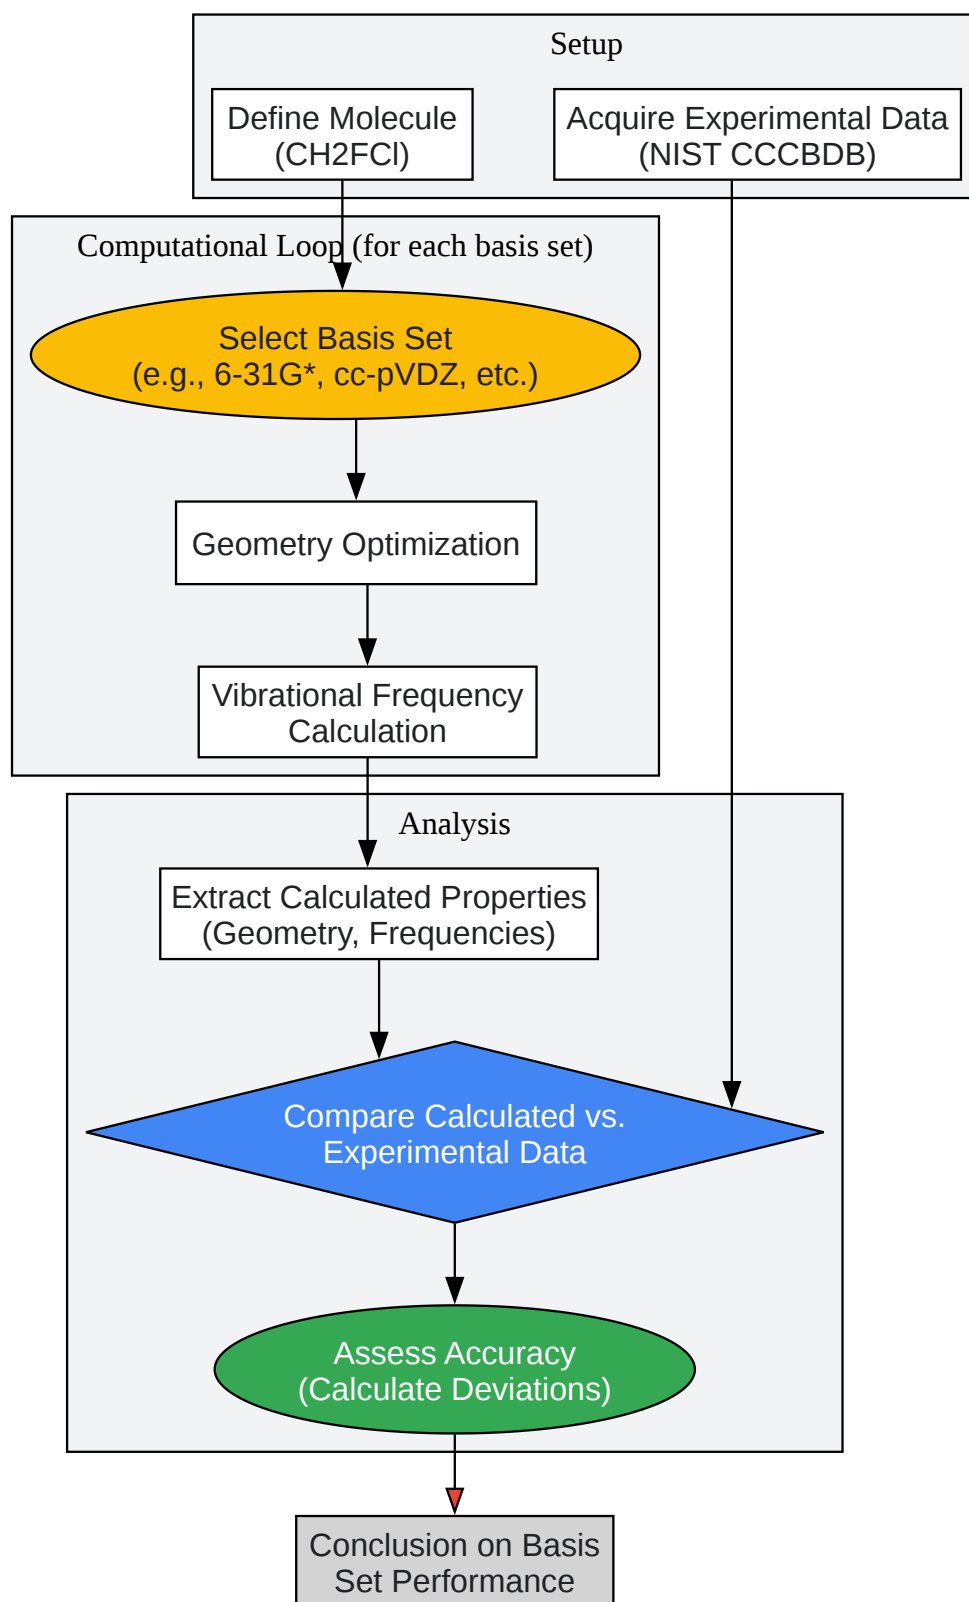 Setup
Define Molecule
(CH2FCl)
Acquire Experimental Data
(NIST CCCBDB)
Computational Loop (for each basis set)
Select Basis Set
(e.g., 6-31G*, cc-pVDZ, etc.)
Geometry Optimization
Vibrational Frequency
Calculation
Analysis
Extract Calculated Properties
(Geometry, Frequencies)
Compare Calculated vs.
Experimental Data
Assess Accuracy
(Calculate Deviations)
Conclusion on Basis
Set Performance